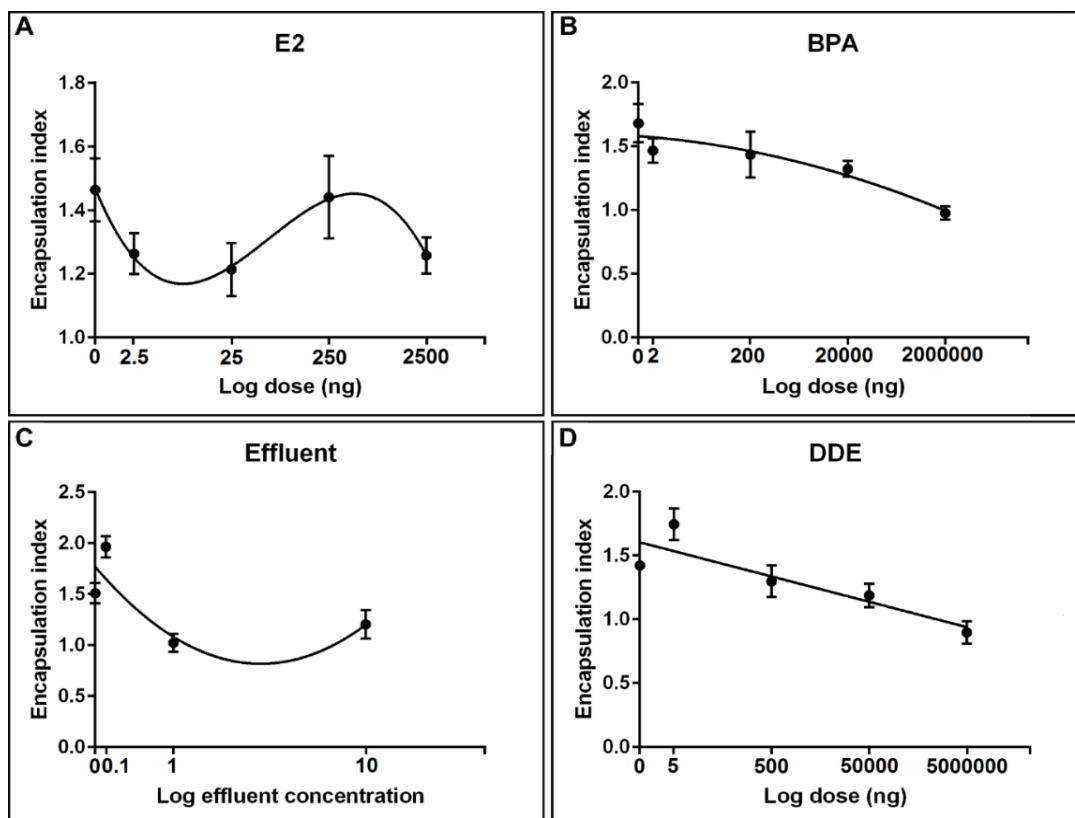 A
E2
Encapsulation index
1.8
1.6
1.4
1.2
1.0
0 2.5 25 250 2500
Log dose (ng)
B
BPA
Encapsulation index
2.0
1.5
1.0
0.5
0.0
0 2 200 20000 2000000
Log dose (ng)
C
Effluent
Encapsulation index
2.5
2.0
1.5
1.0
0.5
0.0
0 0.1 1 10
Log effluent concentration
D
DDE
Encapsulation index
2.0
1.5
1.0
0.5
0.0
0 5 500 50000 5000000
Log dose (ng)